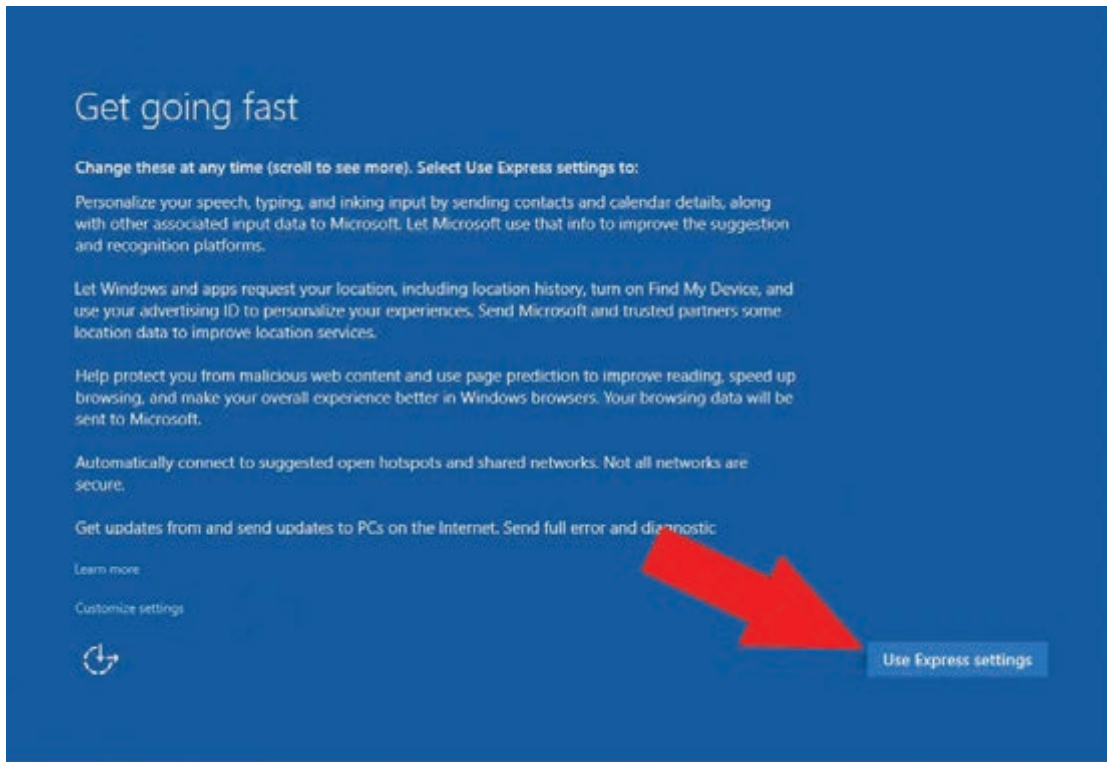 Get going fast
Change these at any time (scroll to see more). Select Use Express settings to:
Personalize your speech, typing, and inking input by sending contacts and calendar details, along
with other associated input data to Microsoft. Let Microsoft use that info to improve the suggestion
and recognition platforms.
Let Windows and apps request your location, including location history, turn on Find My Device, and
use your advertising ID to personalize your experiences. Send Microsoft and trusted partners some
location data to improve location services.
Help protect you from malicious web content and use page prediction to improve reading, speed up
browsing, and make your overall experience better in Windows browsers. Your browsing data will be
sent to Microsoft.
Automatically connect to suggested open hotspots and shared networks. Not all networks are
secure.
Get updates from and send updates to PCs on the Internet. Send full error and diagnostic
Learn more
Customize settings
Use Express settings